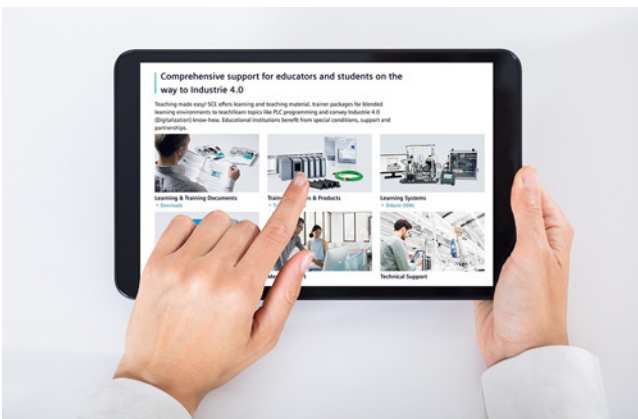 Comprehensive support for educators and students on the
way to Industrie 4.0
Teaching made easy! SCE offers learning and teaching material, trainer packages for blended
learning environments to teach/learn topics like PLC programming and convey Industrie 4.0
(Digitalization) know-how. Educational institutions benefit from special conditions, support and
partnerships.
Learning & Training Documents
> Downloads
Train & Products
Learning Systems
> Didactic OEMs
Technical Support